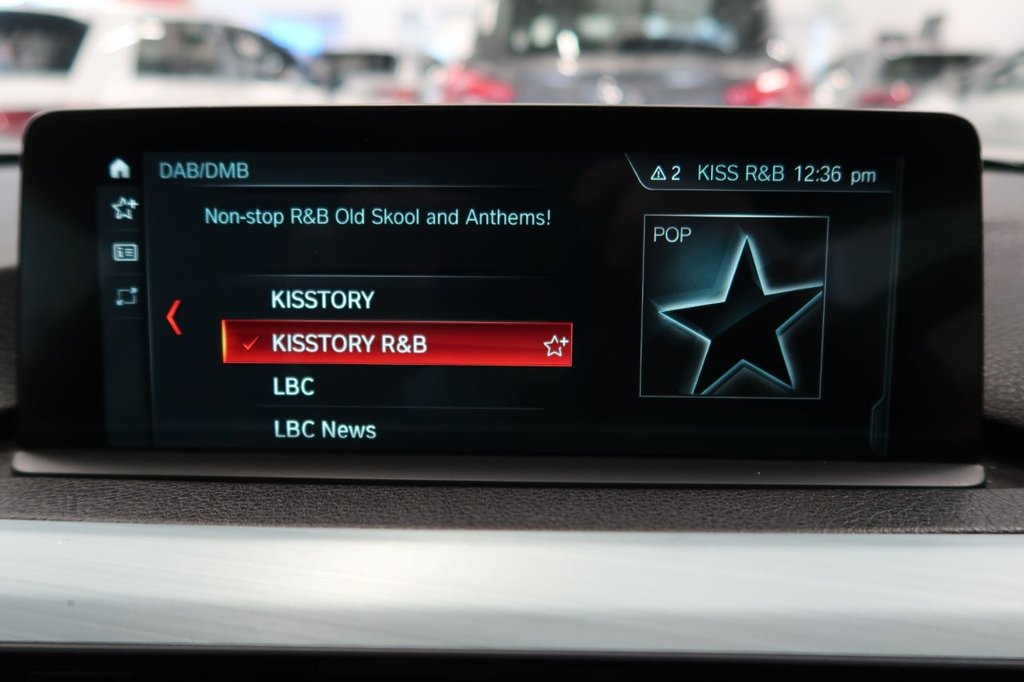 DAB/DMB
2 KISS R&B 12:36 pm
Non-stop R&B Old Skool and Anthems!
POP
KISSTORY
KISSTORY R&B
LBC
LBC News